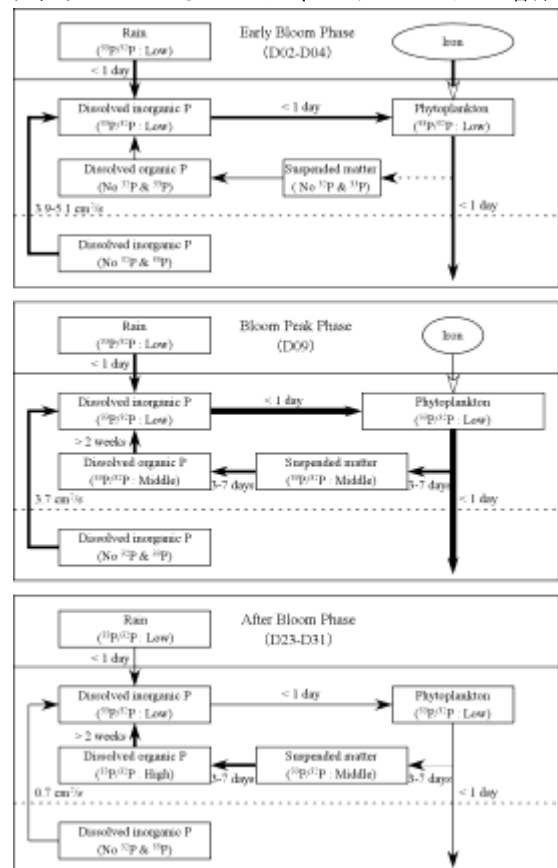 Rain
(³³P/³²P : Low)
Early Bloom Phase
(D02-D04)
Iron
< 1 day
Dissolved inorganic P
(³³P/³²P : Low)
< 1 day
Phytoplankton
(³³P/³²P : Low)
Dissolved organic P
(No ³²P & ³³P)
Suspended matter
( No ³²P & ³³P)
3.9-5.1 cm²/s
< 1 day
Dissolved inorganic P
(No ³²P & ³³P)
Rain
(³³P/³²P : Low)
Bloom Peak Phase
(D09)
Iron
< 1 day
Dissolved inorganic P
(³³P/³²P : Low)
< 1 day
Phytoplankton
(³³P/³²P : Low)
> 2 weeks
Dissolved organic P
(³³P/³²P : Middle)
3-7 days
Suspended matter
(³³P/³²P : Middle)
3-7 days
3.7 cm²/s
< 1 day
Dissolved inorganic P
(No ³²P & ³³P)
Rain
(³³P/³²P : Low)
After Bloom Phase
(D23-D31)
< 1 day
Dissolved inorganic P
(³³P/³²P : Low)
< 1 day
Phytoplankton
(³³P/³²P : Low)
> 2 weeks
Dissolved organic P
(³³P/³²P : High)
3-7 days
Suspended matter
(³³P/³²P : Middle)
3-7 days
0.7 cm²/s
< 1 day
Dissolved inorganic P
(No ³²P & ³³P)